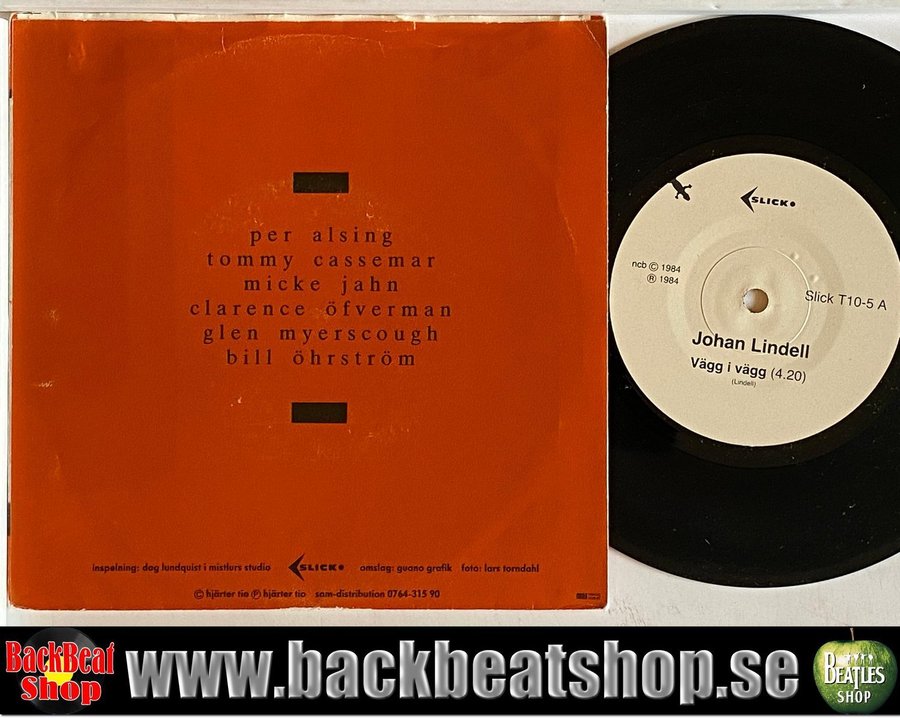 per alsing
tommy cassemar
micke jahn
clarence öfverman
glen myerscough
bill öhrström
inspelning: dag lundquist i mistlurs studio SLICK omslag: guano grafik foto: lars torndahl
© hjärter tio ℗ hjärter tio sam-distribution 0764-315 90
SLICK
ncb © 1984
® 1984
Slick T10-5 A
Johan Lindell
Vägg i vägg (4.20)
(Lindell)
BackBeat
Shop
www.backbeatshop.se
BEATLES
SHOP